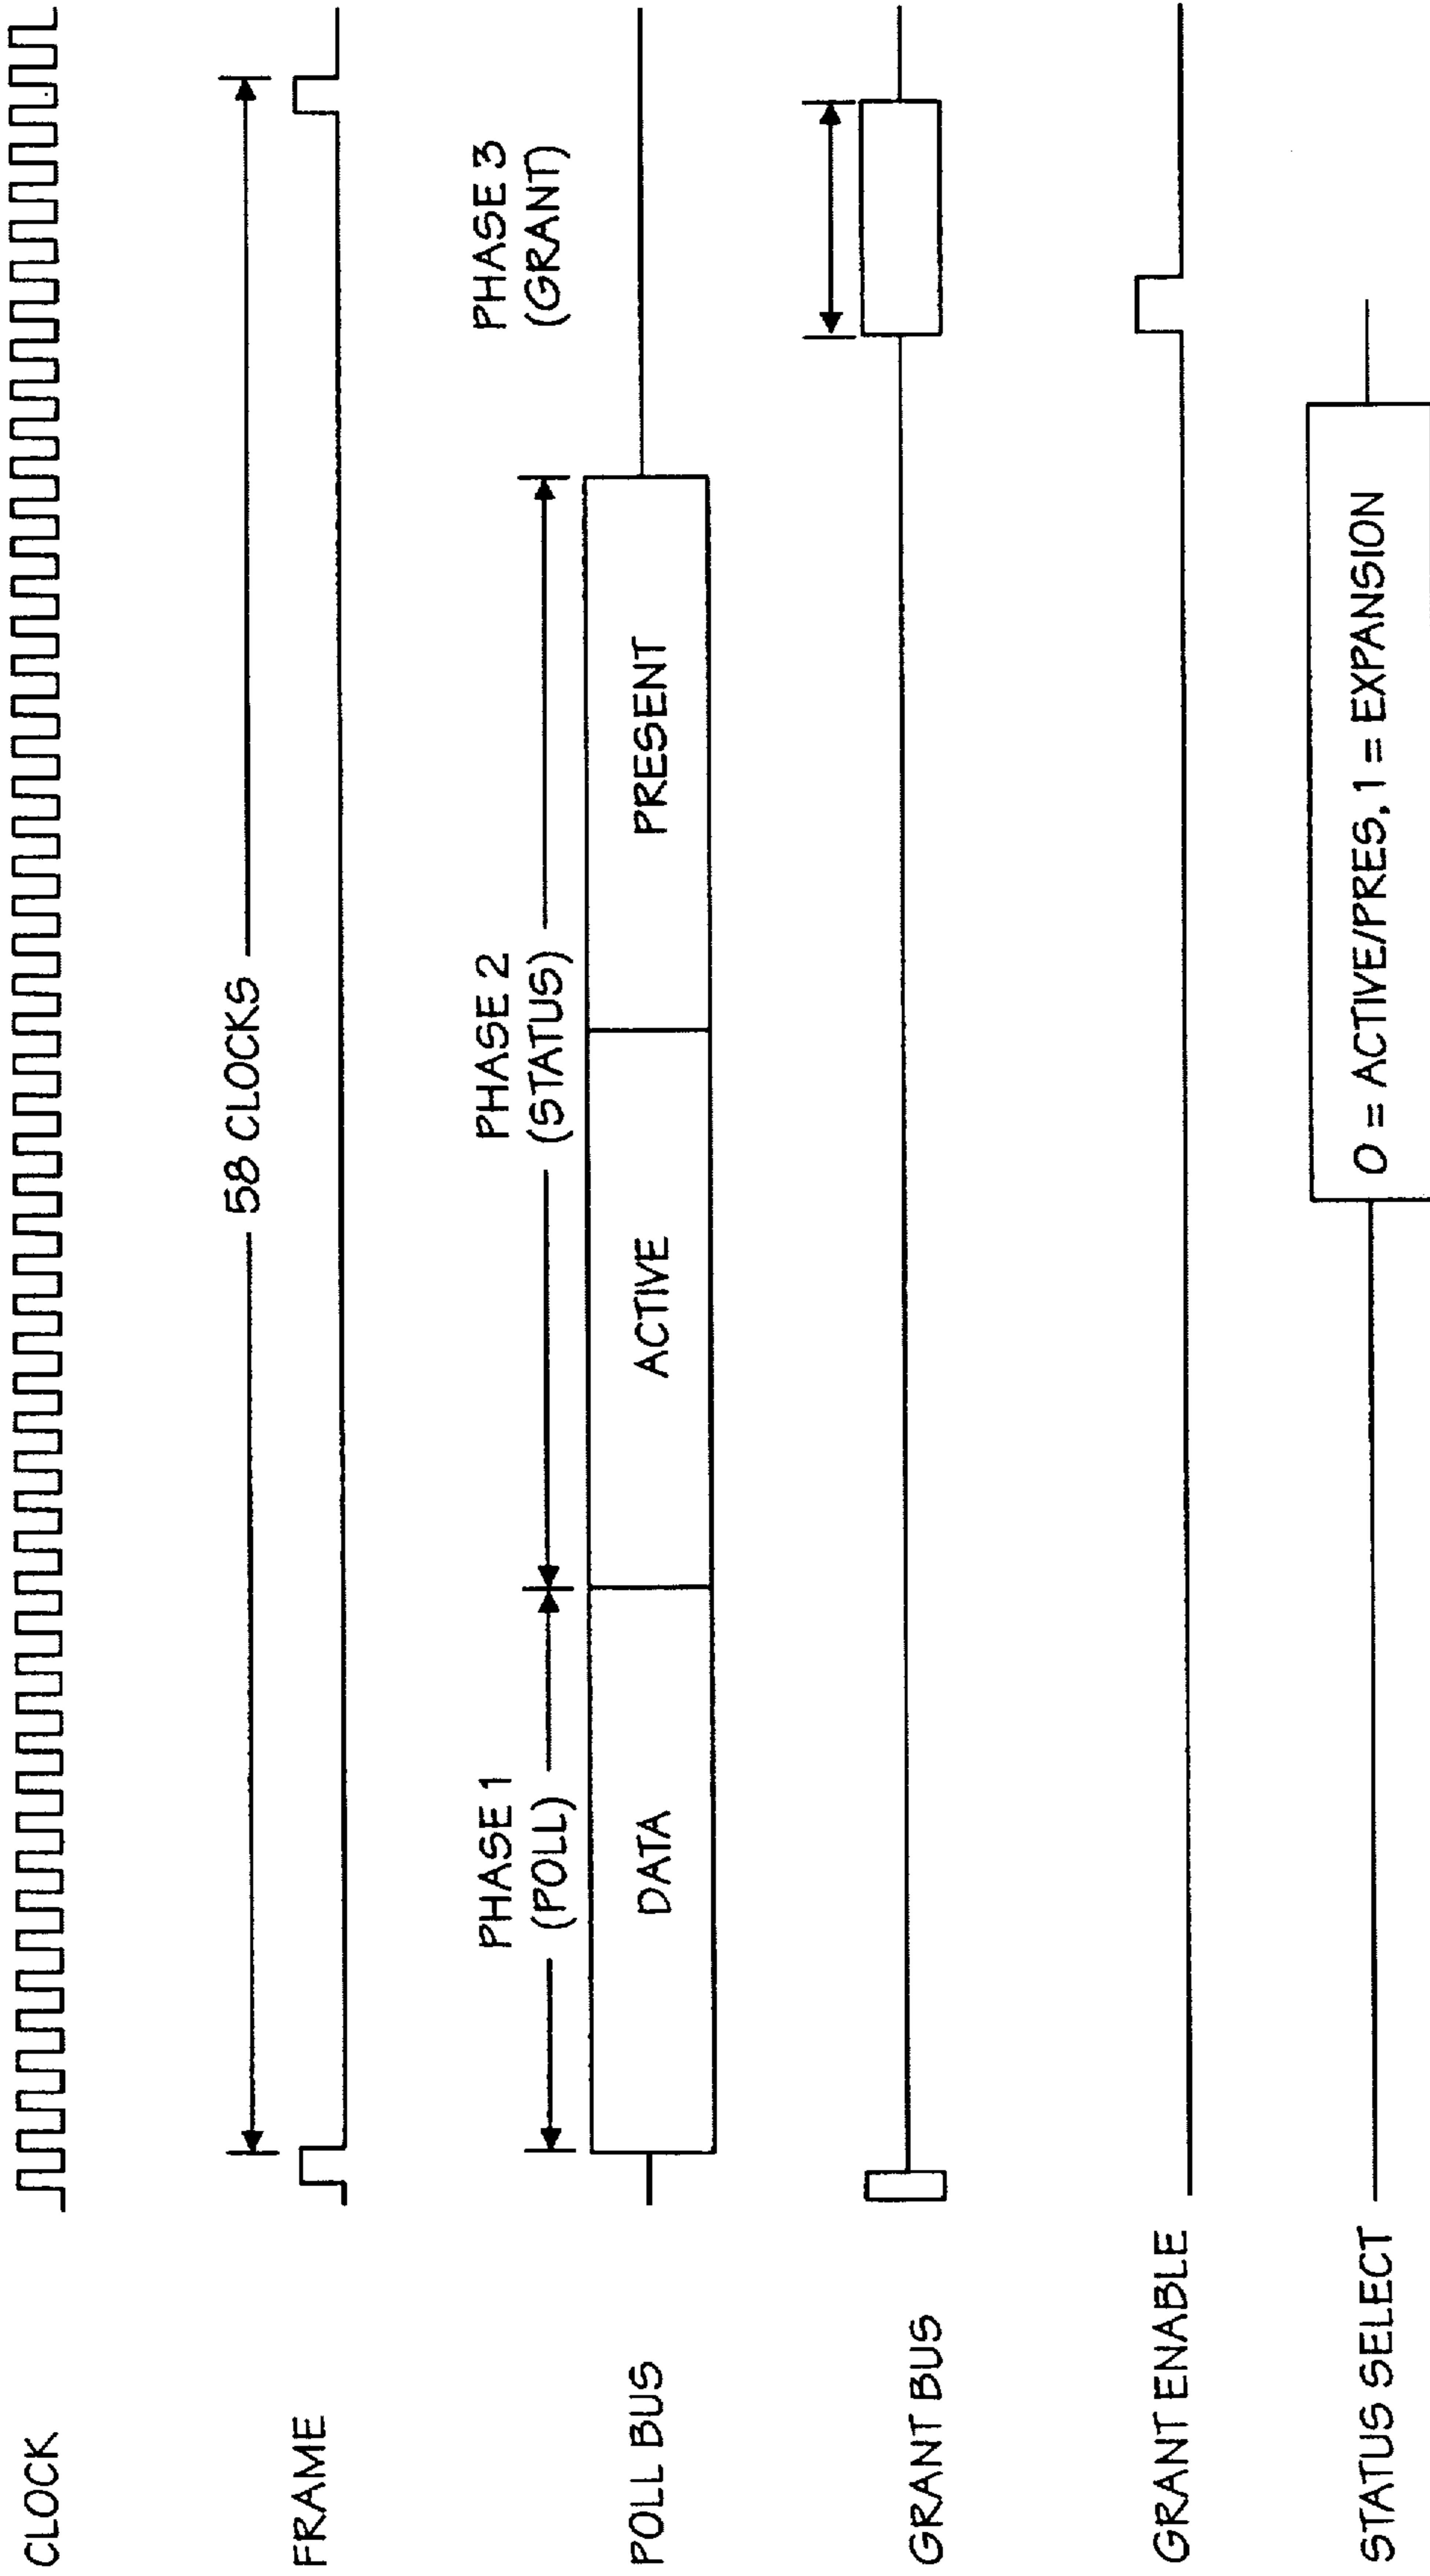 CLOCK
FRAME
58 CLOCKS
PHASE 1
(POLL)
PHASE 2
(STATUS)
PHASE 3
(GRANT)
POLL BUS
DATA
ACTIVE
PRESENT
GRANT BUS
GRANT ENABLE
STATUS SELECT
0 = ACTIVE/PRES, 1 = EXPANSION